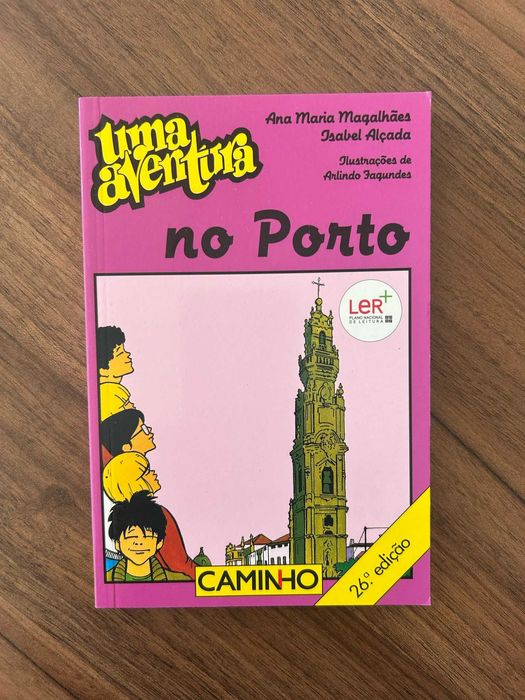 uma
aventura
Ana Maria Magalhães
Isabel Alçada
Ilustrações de
Arlindo Fagundes
no Porto
LeR+
PLANO NACIONAL
DE LEITURA
CAMINHO
26.ª edição